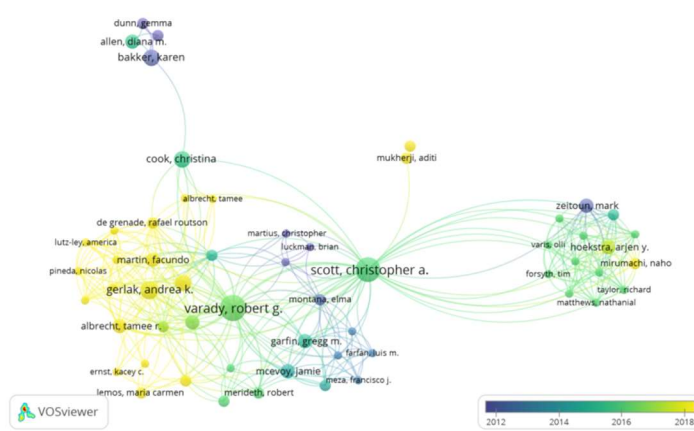 dunn, gemma
allen, diana m.
bakker, karen
cook, christina
mukherji, aditi
albrecht, tamee
zeitoun, mark
de grenade, rafael routson
martius, christopher
lutz-ley, america
luckman, brian
varis, olli
hoekstra, arjen y.
martin, facundo
mirumachi, naho
pineda, nicolas
scott, christopher a.
forsyth, tim
gerlak, andrea k.
taylor, richard
montana, elma
matthews, nathanial
varady, robert g.
albrecht, tamee r.
garfin, gregg m.
farfan, luis m.
ernst, kacey c.
mcevoy, jamie
meza, francisco j.
lemos, maria carmen
merideth, robert
VOSviewer
2012 2014 2016 2018